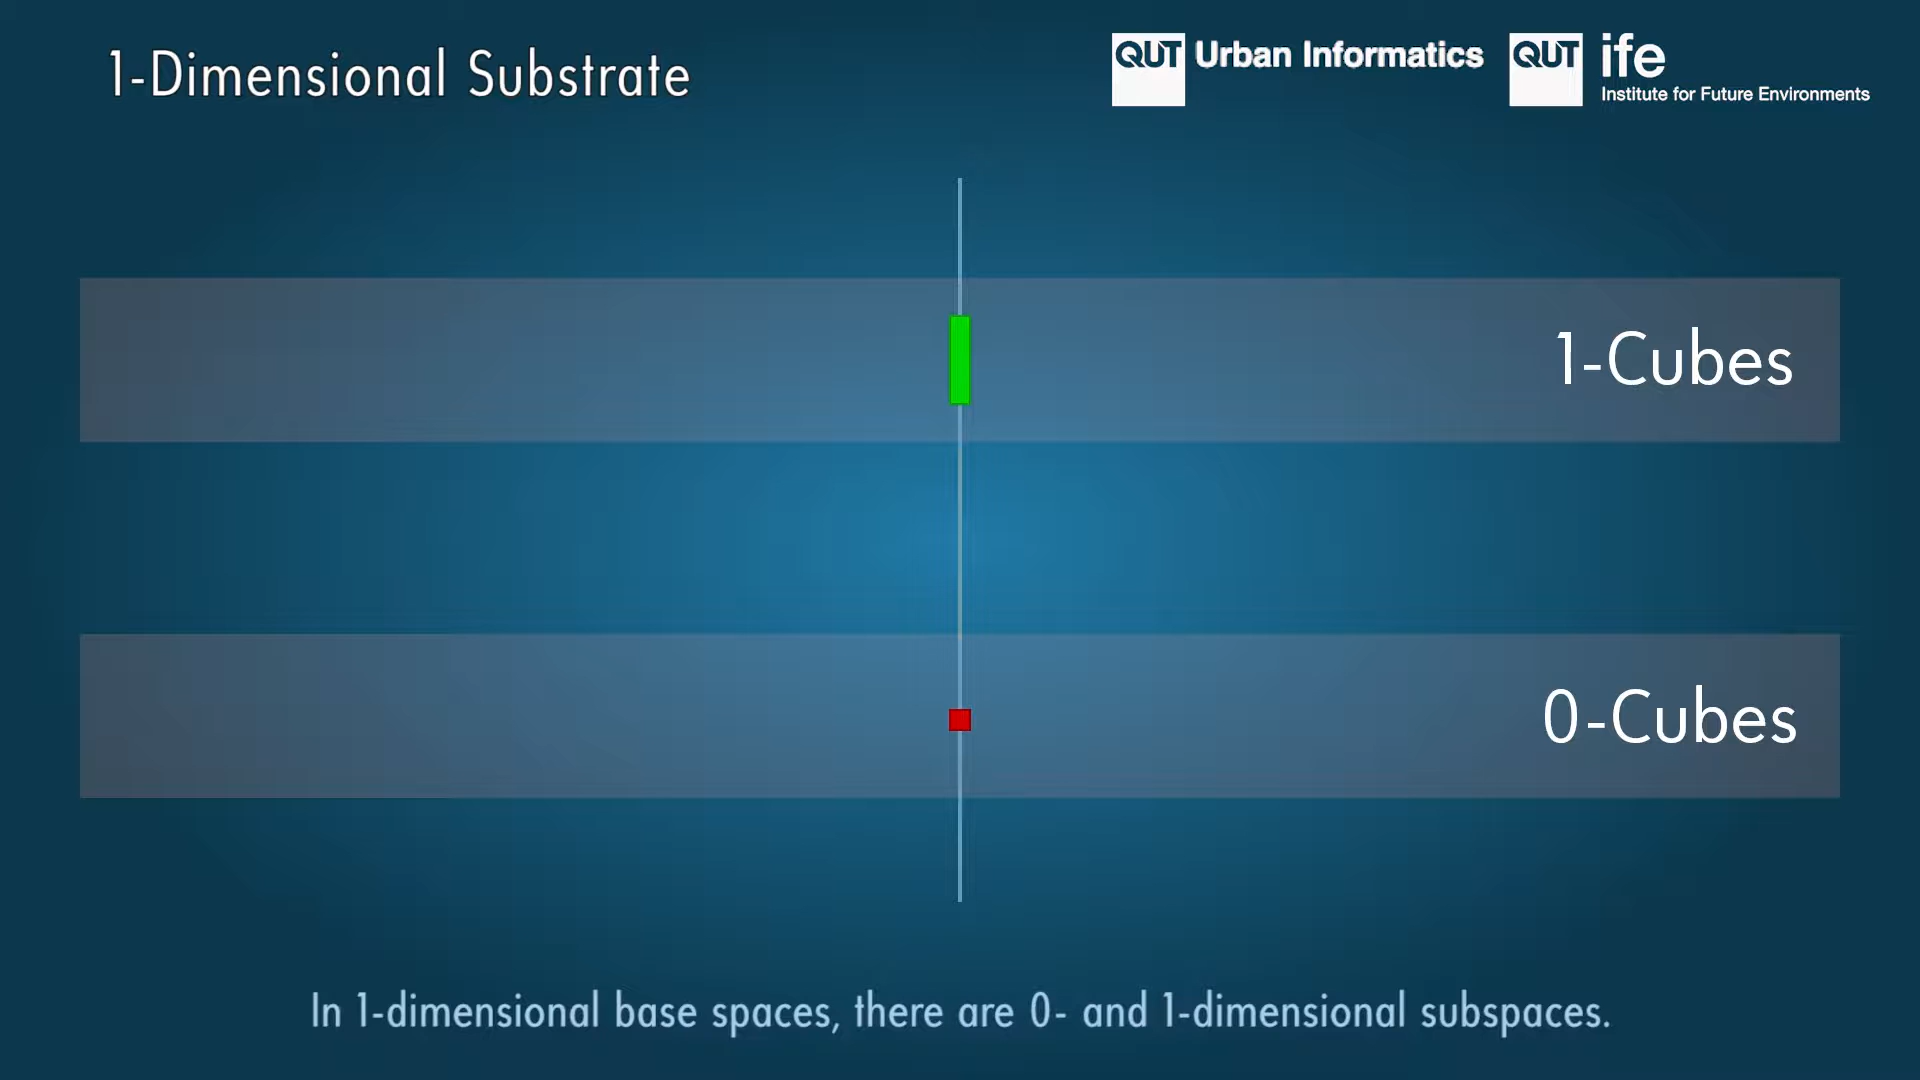 1-Dimensional Substrate
QUT Urban Informatics
QUT ife
Institute for Future Environments
1-Cubes
0-Cubes
In 1-dimensional base spaces, there are 0- and 1-dimensional subspaces.